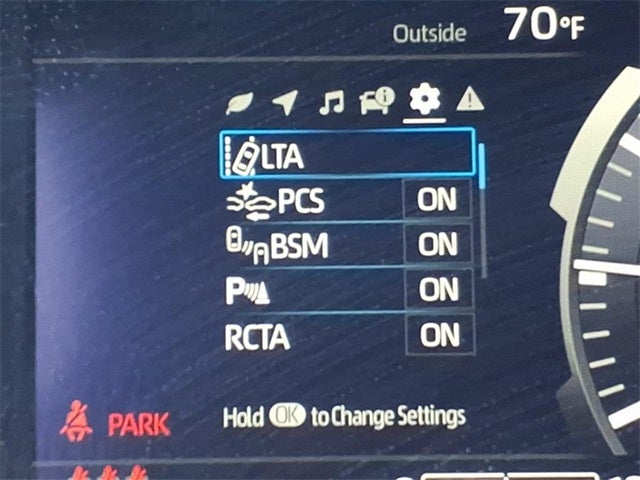 Outside 70°F
LTA
PCS ON
BSM ON
P ON
RCTA ON
Hold OK to Change Settings
PARK